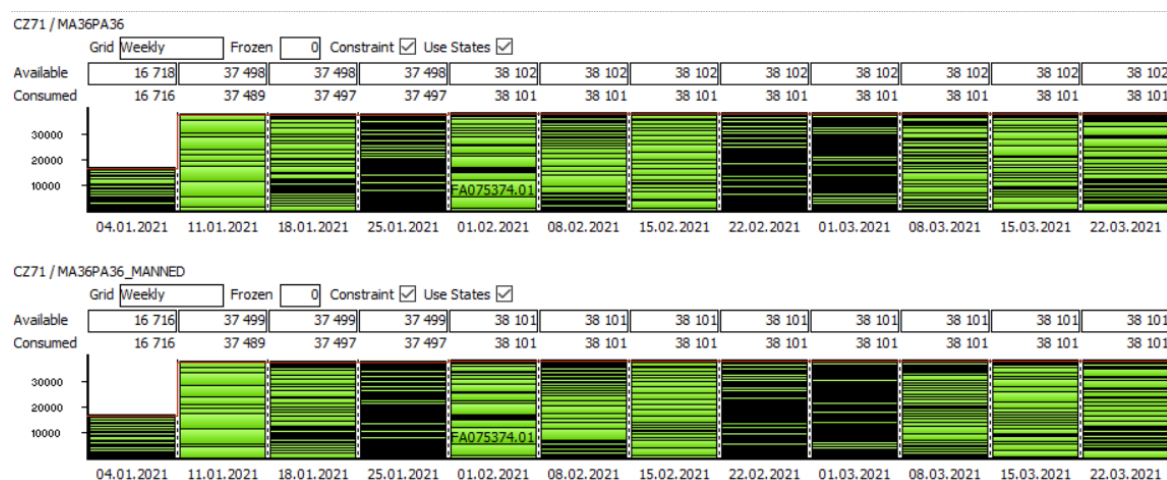 CZ71 / MA36PA36
Grid Weekly Frozen 0 Constraint Use States
Available 16 718 37 498 37 498 37 498 38 102 38 102 38 102 38 102 38 102 38 102 38 102 38 102
Consumed 16 716 37 489 37 497 37 497 38 101 38 101 38 101 38 101 38 101 38 101 38 101 38 101
30000
20000
10000
FA075374.01
04.01.2021 11.01.2021 18.01.2021 25.01.2021 01.02.2021 08.02.2021 15.02.2021 22.02.2021 01.03.2021 08.03.2021 15.03.2021 22.03.2021
CZ71 / MA36PA36_MANNED
Grid Weekly Frozen 0 Constraint Use States
Available 16 716 37 499 37 499 37 499 38 101 38 101 38 101 38 101 38 101 38 101 38 101 38 101
Consumed 16 716 37 489 37 497 37 497 38 101 38 101 38 101 38 101 38 101 38 101 38 101 38 101
30000
20000
10000
FA075374.01
04.01.2021 11.01.2021 18.01.2021 25.01.2021 01.02.2021 08.02.2021 15.02.2021 22.02.2021 01.03.2021 08.03.2021 15.03.2021 22.03.2021